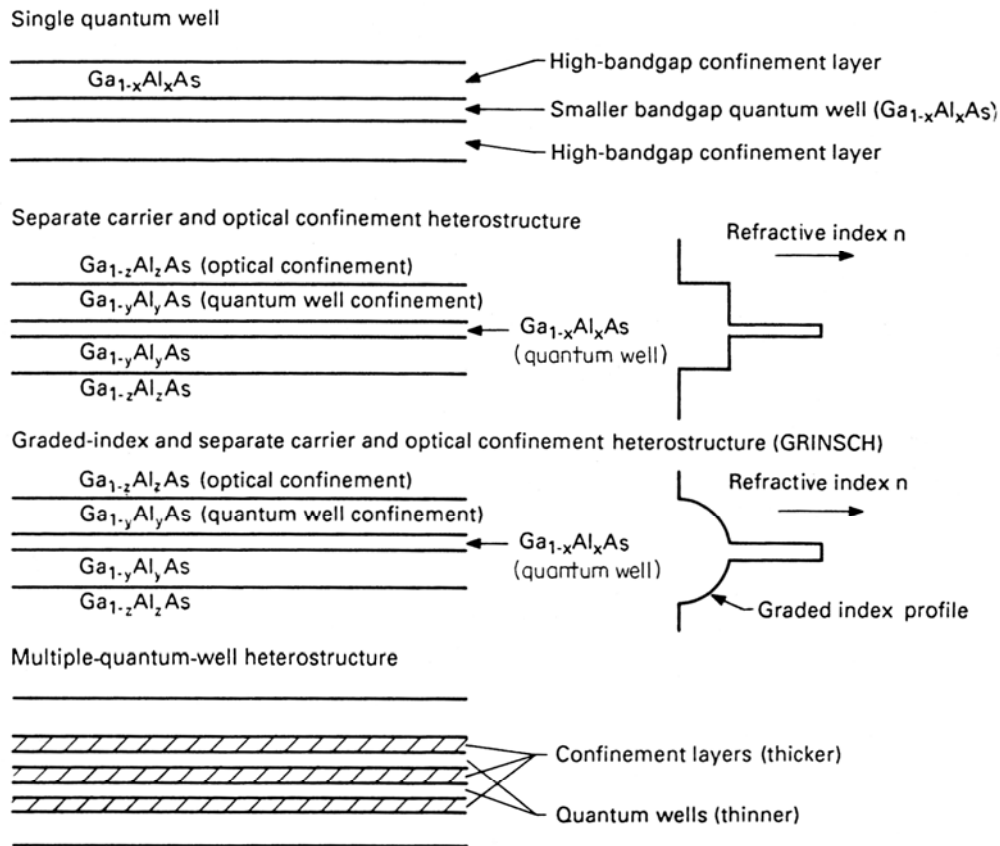 Single quantum well
Ga₁₋ₓAlₓAs
High-bandgap confinement layer
Smaller bandgap quantum well (Ga₁₋ₓAlₓAs)
High-bandgap confinement layer
Separate carrier and optical confinement heterostructure
Refractive index n
Ga₁₋zAlzAs (optical confinement)
Ga₁₋yAlyAs (quantum well confinement)
Ga₁₋ₓAlₓAs
(quantum well)
Ga₁₋yAlyAs
Ga₁₋zAlzAs
Graded-index and separate carrier and optical confinement heterostructure (GRINSCH)
Ga₁₋zAlzAs (optical confinement)
Refractive index n
Ga₁₋yAlyAs (quantum well confinement)
Ga₁₋ₓAlₓAs
(quantum well)
Ga₁₋yAlyAs
Ga₁₋zAlzAs
Graded index profile
Multiple-quantum-well heterostructure
Confinement layers (thicker)
Quantum wells (thinner)